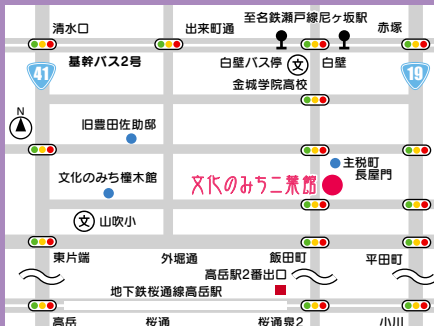 至名鉄瀬戸線尼ヶ坂駅
清水口
出来町通
赤塚
基幹バス2号
白壁バス停
文
白壁
金城学院高校
41
19
N
旧豊田佐助邸
主税町
長屋門
文化のみち橦木館
文化のみち二葉館
文
山吹小
東片端
外堀通
飯田町
平田町
高岳駅2番出口
地下鉄桜通線高岳駅
高岳
桜通
桜通泉2
小川